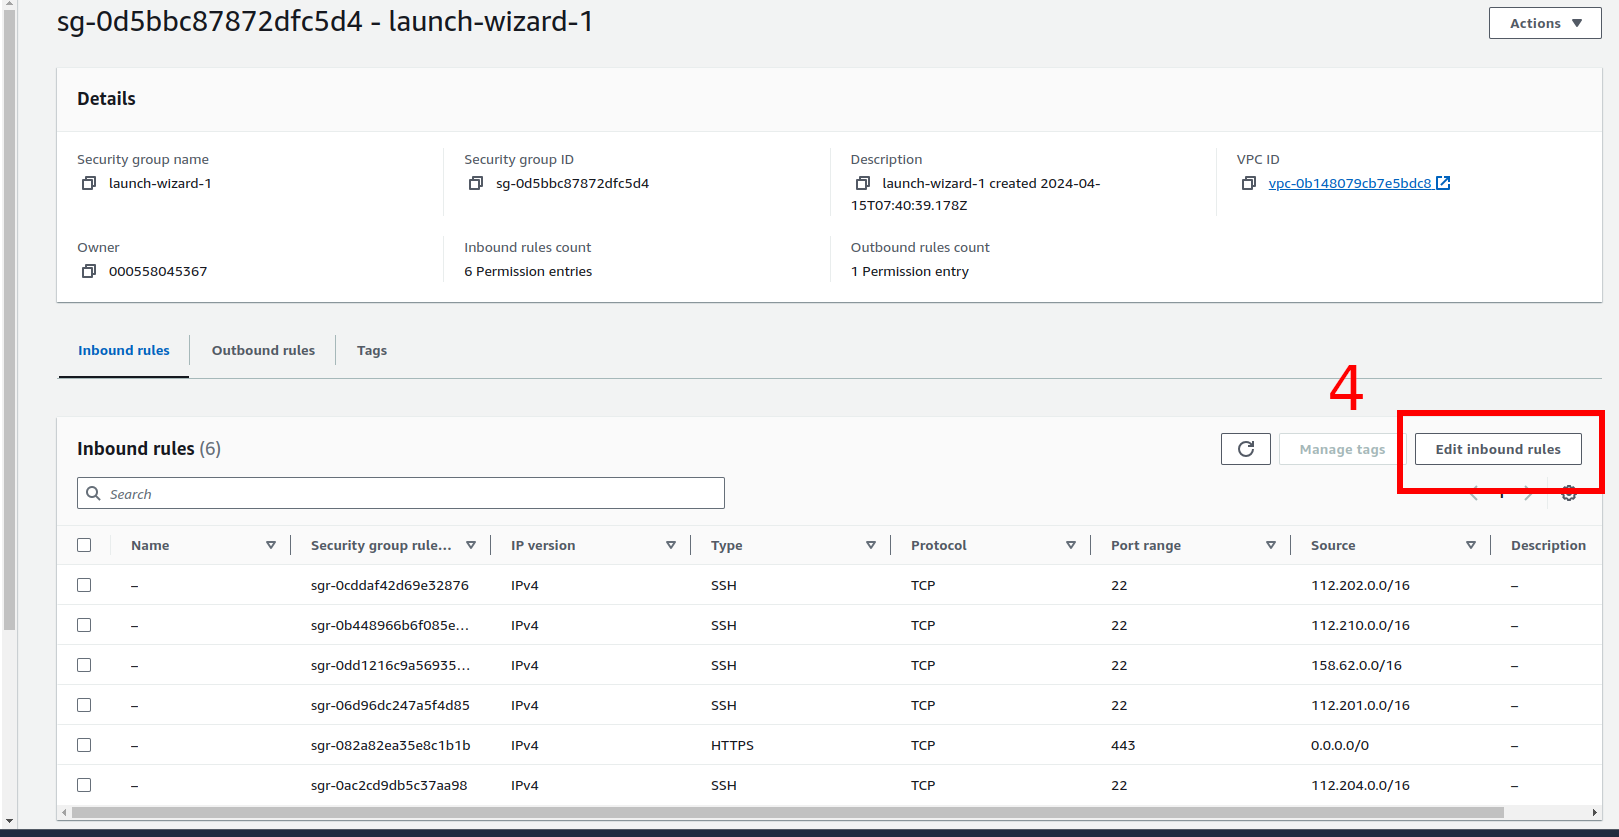 sg-0d5bbc87872dfc5d4 - launch-wizard-1
Actions
Details
Security group name
launch-wizard-1
Security group ID
sg-0d5bbc87872dfc5d4
Description
launch-wizard-1 created 2024-04-
15T07:40:39.178Z
VPC ID
vpc-0b148079cb7e5bdc8
Owner
000558045367
Inbound rules count
6 Permission entries
Outbound rules count
1 Permission entry
Inbound rules Outbound rules Tags
4
Inbound rules (6)
Manage tags
Edit inbound rules
Search
Name Security group rule... IP version Type Protocol Port range Source Description
– sgr-0cddaf42d69e32876 IPv4 SSH TCP 22 112.202.0.0/16 –
– sgr-0b448966b6f085e... IPv4 SSH TCP 22 112.210.0.0/16 –
– sgr-0dd1216c9a56935... IPv4 SSH TCP 22 158.62.0.0/16 –
– sgr-06d96dc247a5f4d85 IPv4 SSH TCP 22 112.201.0.0/16 –
– sgr-082a82ea35e8c1b1b IPv4 HTTPS TCP 443 0.0.0.0/0 –
– sgr-0ac2cd9db5c37aa98 IPv4 SSH TCP 22 112.204.0.0/16 –